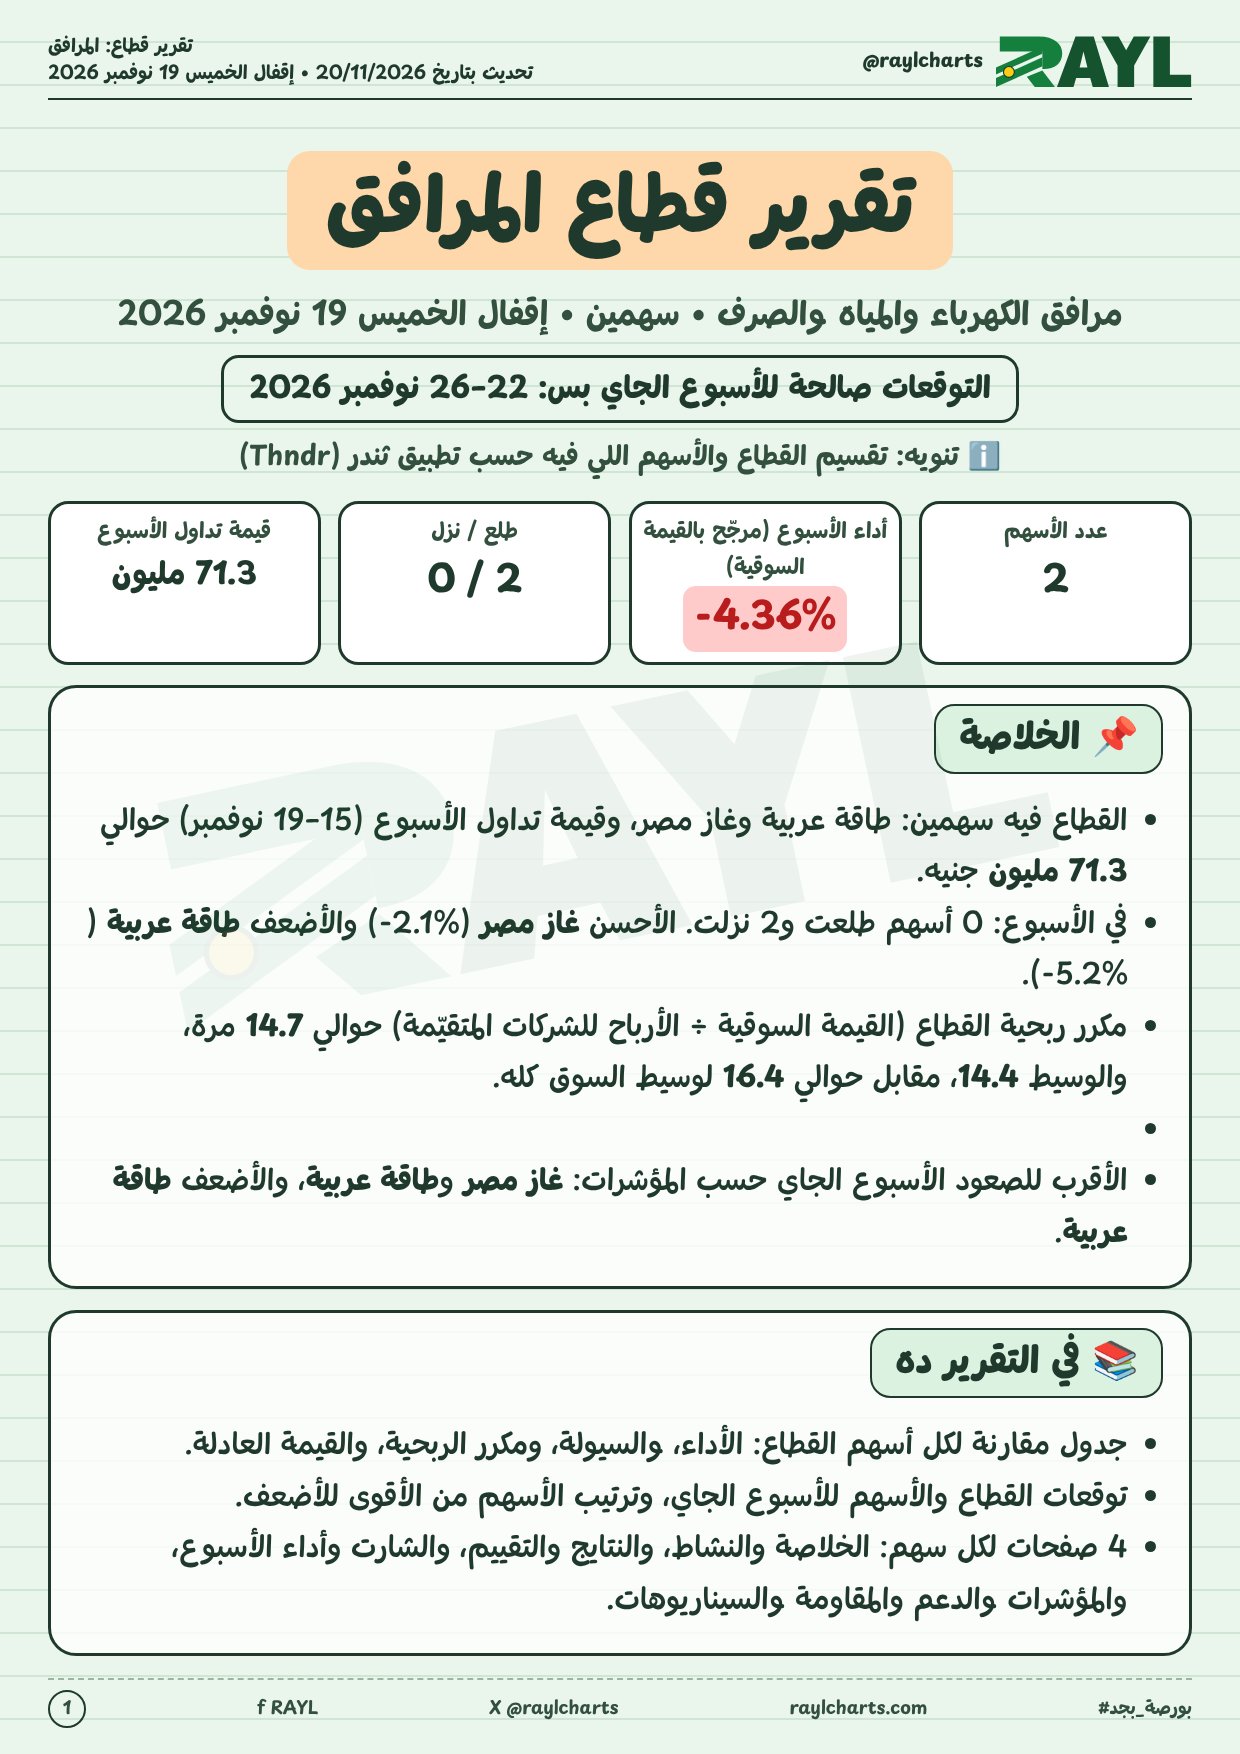 RAYL
@raylcharts
تقرير قطاع: المرافق
تحديث بتاريخ 20/11/2026 • إقفال الخميس 19 نوفمبر 2026
تقرير قطاع المرافق
مرافق الكهرباء والمياه والصرف • سهمين • إقفال الخميس 19 نوفمبر 2026
التوقعات صالحة للأسبوع الجاي بس: 22–26 نوفمبر 2026
ℹ️ تنويه: تقسيم القطاع والأسهم اللي فيه حسب تطبيق ثندر (Thndr)
عدد الأسهم
2
أداء الأسبوع (مرجّح بالقيمة
السوقية)
-4.36%
طلع / نزل
0 / 2
قيمة تداول الأسبوع
71.3 مليون
📌 الخلاصة
• القطاع فيه سهمين: طاقة عربية وغاز مصر، وقيمة تداول الأسبوع (15–19 نوفمبر) حوالي
71.3 مليون جنيه.
• في الأسبوع: 0 أسهم طلعت و2 نزلت. الأحسن غاز مصر (-2.1%) والأضعف طاقة عربية (
-5.2%).
• مكرر ربحية القطاع (القيمة السوقية ÷ الأرباح للشركات المتقيّمة) حوالي 14.7 مرة،
والوسيط 14.4، مقابل حوالي 16.4 لوسيط السوق كله.
•
• الأقرب للصعود الأسبوع الجاي حسب المؤشرات: غاز مصر وطاقة عربية، والأضعف طاقة
عربية.
📚 في التقرير ده
• جدول مقارنة لكل أسهم القطاع: الأداء، والسيولة، ومكرر الربحية، والقيمة العادلة.
• توقعات القطاع والأسهم للأسبوع الجاي، وترتيب الأسهم من الأقوى للأضعف.
• 4 صفحات لكل سهم: الخلاصة والنشاط، والنتايج والتقييم، والشارت وأداء الأسبوع،
والمؤشرات والدعم والمقاومة والسيناريوهات.
#بورصة_بجد
raylcharts.com
X @raylcharts
f RAYL
1